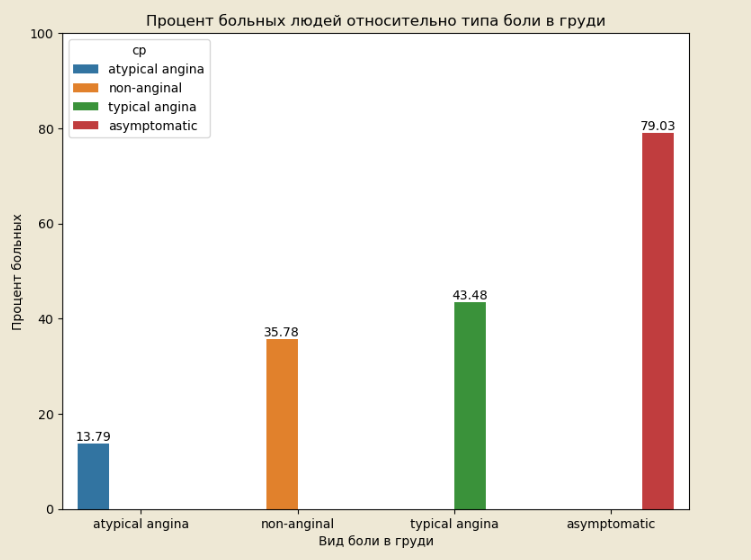 Процент больных людей относительно типа боли в груди
100
80
60
40
20
0
Процент больных
cp
atypical angina
non-anginal
typical angina
asymptomatic
13.79
35.78
43.48
79.03
atypical angina
non-anginal
typical angina
asymptomatic
Вид боли в груди